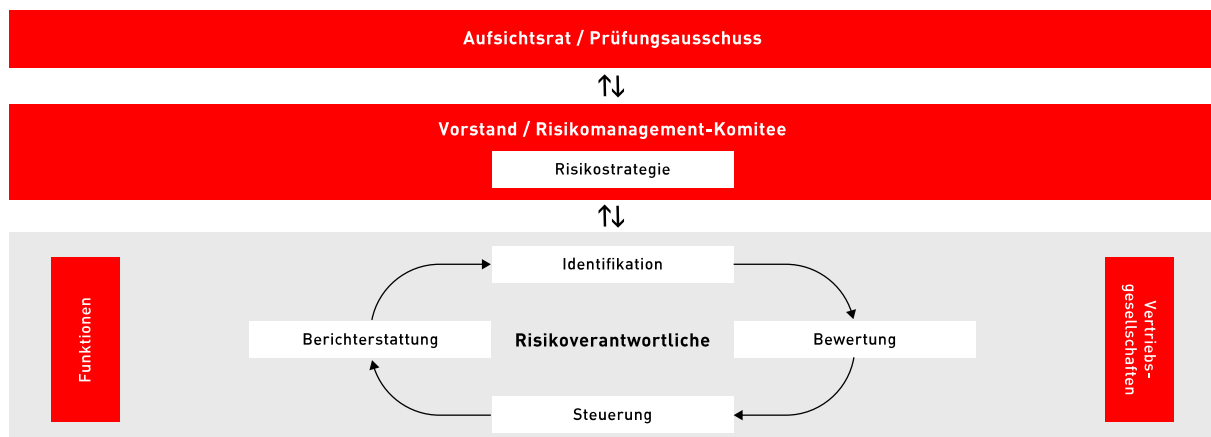 Aufsichtsrat / Prüfungsausschuss
Vorstand / Risikomanagement-Komitee
Risikostrategie
Funktionen
Identifikation
Berichterstattung
Risikoverantwortliche
Bewertung
Steuerung
Vertriebs-
gesellschaften